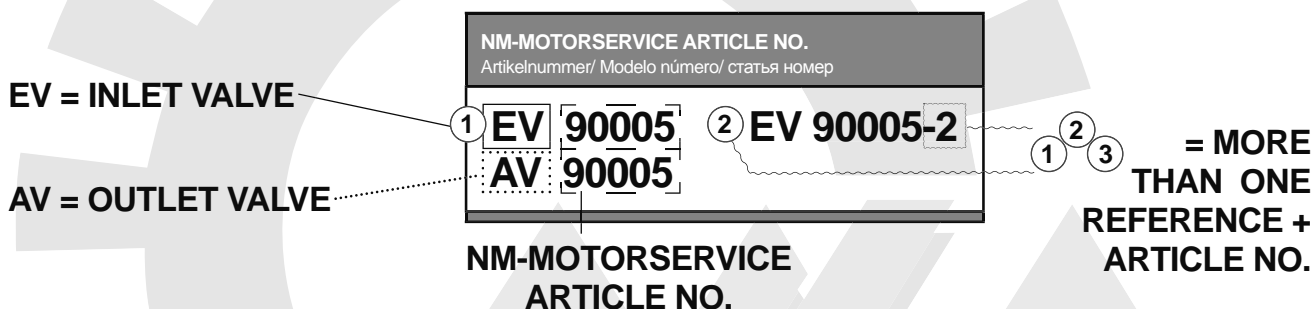 NM-MOTORSERVICE ARTICLE NO.
Artikelnummer/ Modelo número/ статья номер
EV = INLET VALVE
1 EV 90005 2 EV 90005-2
AV 90005
AV = OUTLET VALVE
1 2 3
= MORE
THAN ONE
REFERENCE +
ARTICLE NO.
NM-MOTORSERVICE
ARTICLE NO.